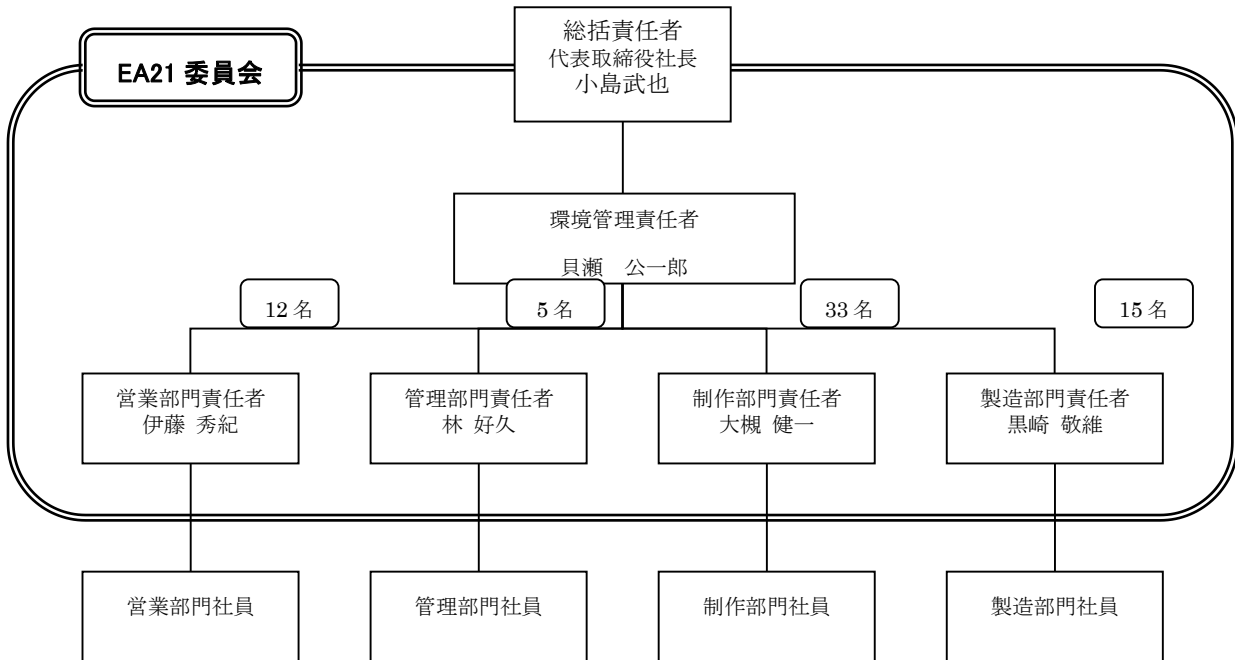 総括責任者
代表取締役社長
小島武也
EA21 委員会
環境管理責任者
貝瀬　公一郎
12 名
5 名
33 名
15 名
営業部門責任者
伊藤 秀紀
管理部門責任者
林 好久
制作部門責任者
大槻 健一
製造部門責任者
黒崎 敬維
営業部門社員
管理部門社員
制作部門社員
製造部門社員